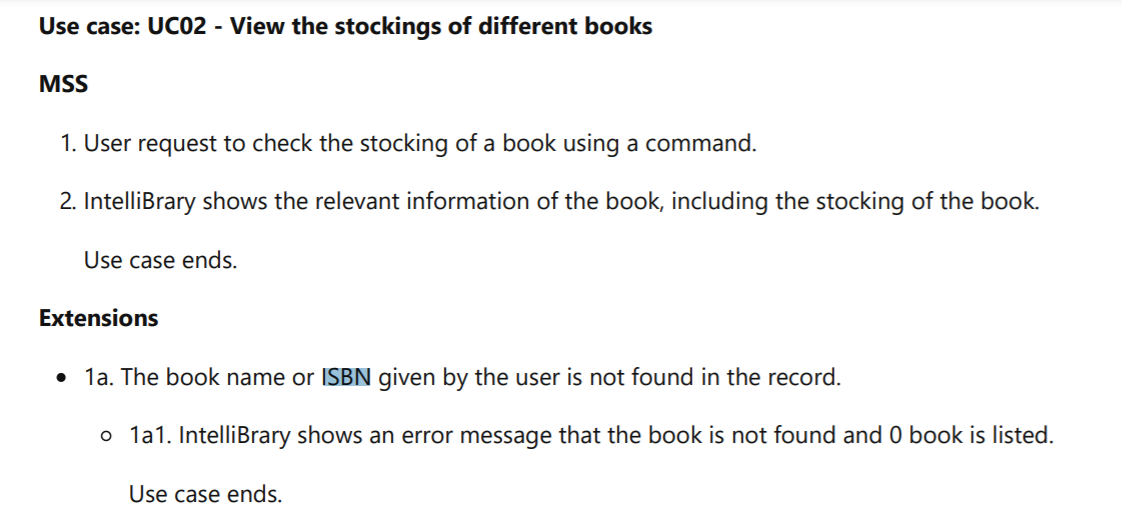 Use case: UC02 - View the stockings of different books
MSS
1. User request to check the stocking of a book using a command.
2. IntelliBrary shows the relevant information of the book, including the stocking of the book.
Use case ends.
Extensions
• 1a. The book name or ISBN given by the user is not found in the record.
○ 1a1. IntelliBrary shows an error message that the book is not found and 0 book is listed.
Use case ends.